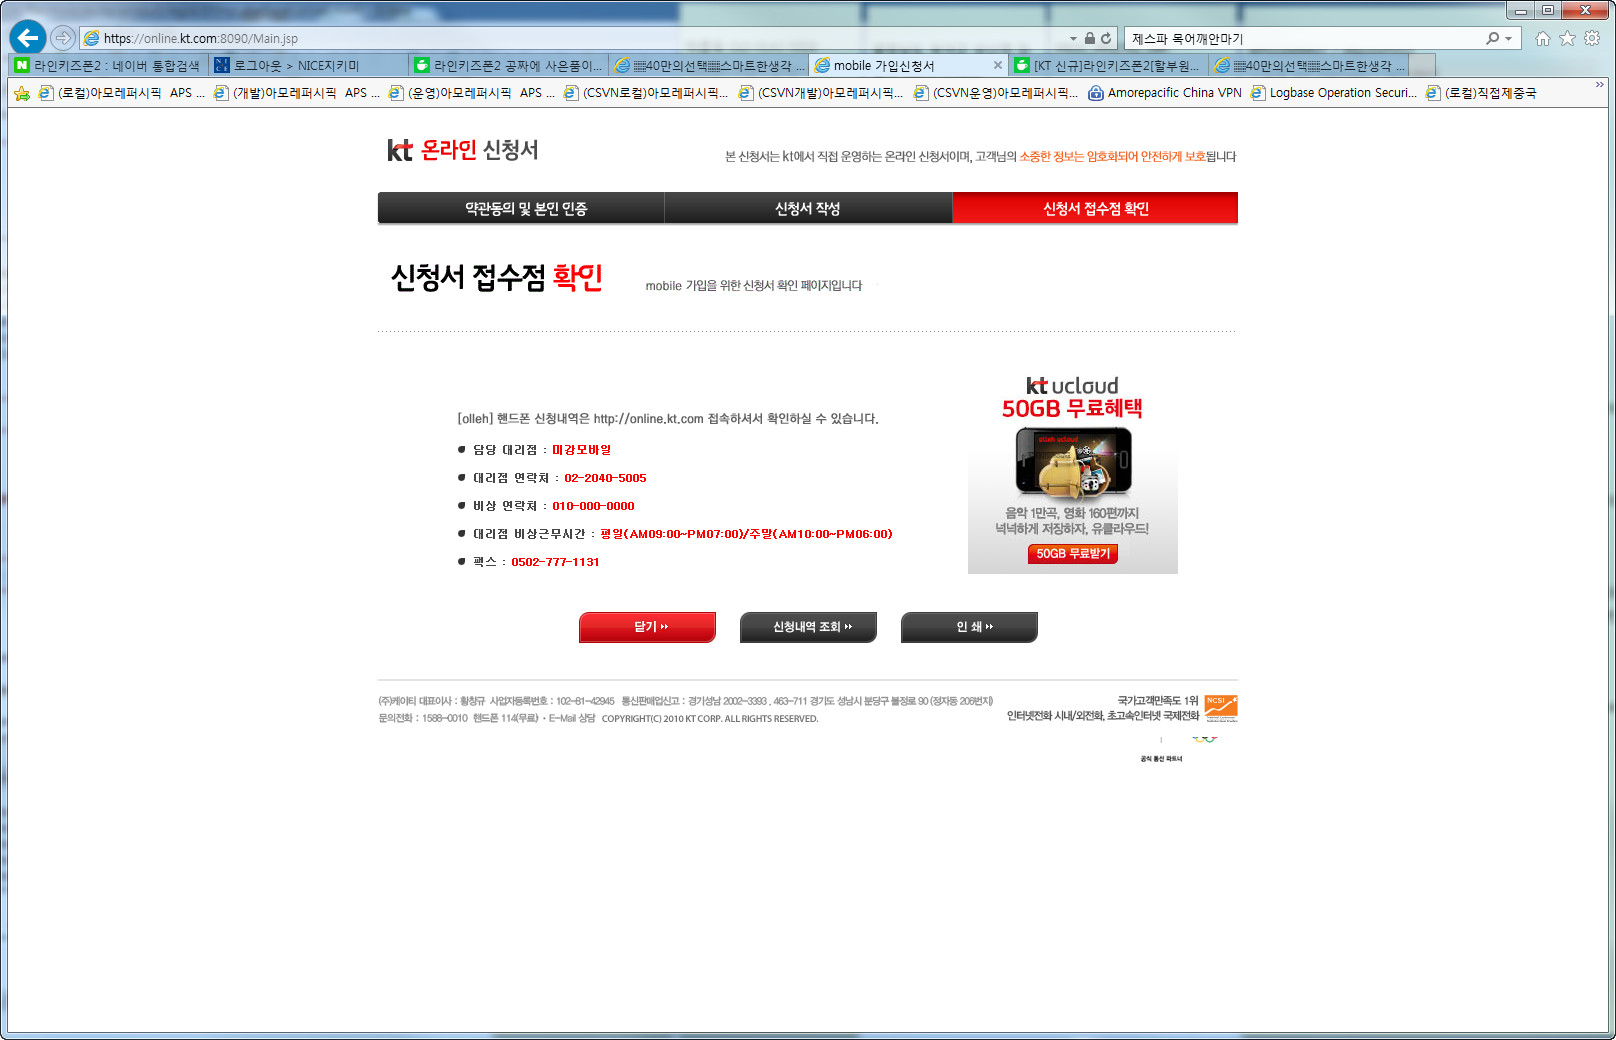 https://online.kt.com:8090/Main.jsp
제스파 목어깨안마기
라인키즈폰2 : 네이버 통합검색
로그아웃 > NICE지키미
라인키즈폰2 공짜에 사은품이...
▒40만의선택▒스마트한생각 ...
mobile 가입신청서
[KT 신규]라인키즈폰2[할부원...
▒40만의선택▒스마트한생각 ...
(로컬)아모레퍼시픽 APS ...
(개발)아모레퍼시픽 APS ...
(운영)아모레퍼시픽 APS ...
(CSVN로컬)아모레퍼시픽...
(CSVN개발)아모레퍼시픽...
(CSVN운영)아모레퍼시픽...
Amorepacific China VPN
Logbase Operation Securi...
(로컬)직접제중국
kt 온라인 신청서
본 신청서는 kt에서 직접 운영하는 온라인 신청서이며, 고객님의 소중한 정보는 암호화되어 안전하게 보호됩니다
약관동의 및 본인 인증
신청서 작성
신청서 접수점 확인
신청서 접수점 확인
mobile 가입을 위한 신청서 확인 페이지입니다
[olleh] 핸드폰 신청내역은 http://online.kt.com 접속하셔서 확인하실 수 있습니다.
담당 대리점 : 미강모바일
대리점 연락처 : 02-2040-5005
비상 연락처 : 010-000-0000
대리점 비상근무시간 : 평일(AM09:00~PM07:00)/주말(AM10:00~PM06:00)
팩스 : 0502-777-1131
kt ucloud
50GB 무료혜택
olleh ucloud
음악 1만곡, 영화 160편까지
넉넉하게 저장하자, 유클라우드!
50GB 무료받기
닫기
신청내역 조회
인 쇄
(주)케이티 대표이사 : 황창규 사업자등록번호 : 102-81-42945 통신판매업신고 : 경기성남 2002-3393 , 463-711 경기도 성남시 분당구 불정로 90 (정자동 206번지)
문의전화 : 1588-0010 핸드폰 114(무료) · E-Mail 상담 COPYRIGHT(C) 2010 KT CORP. ALL RIGHTS RESERVED.
국가고객만족도 1위
인터넷전화 시내/외전화, 초고속인터넷 국제전화
NCSI
공식 통신 파트너